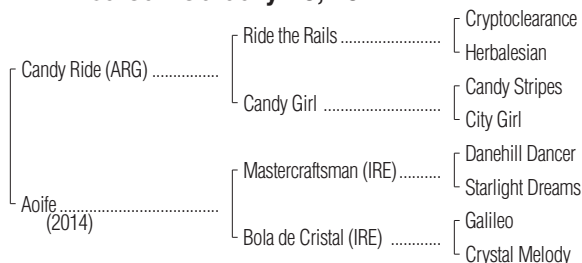 Cryptoclearance
Ride the Rails
Herbalesian
Candy Ride (ARG)
Candy Stripes
Candy Girl
City Girl
Danehill Dancer
Mastercraftsman (IRE)
Starlight Dreams
Aoife
(2014)
Galileo
Bola de Cristal (IRE)
Crystal Melody